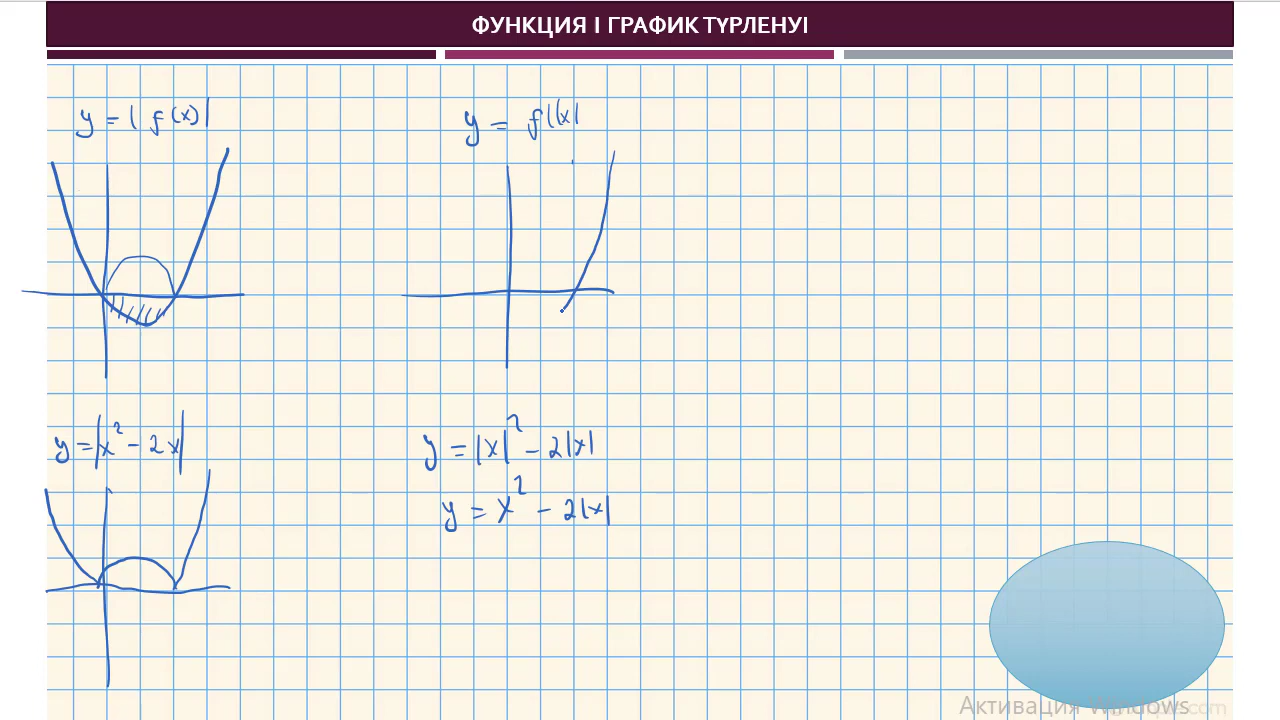 ФУНКЦИЯ І ГРАФИК ТҮРЛЕНУІ
y = | f(x)|
y = f((x|
y = |x² - 2x|
y = |x|² - 2|x|
y = x² - 2|x|
Активация Windows